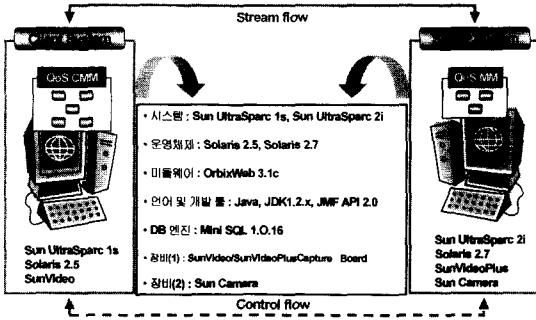 Stream flow
QoS CMM
QoS MM
• 시스템 : Sun UltraSparc 1s, Sun UltraSparc 2i
• 운영체제 : Solaris 2.5, Solaris 2.7
• 미들웨어 : OrbixWeb 3.1c
• 언어 및 개발 툴 : Java, JDK1.2.x, JMF API 2.0
• DB 엔진 : Mini SQL 1.O.16
• 장비(1) : SunVideo/SunVideoPlusCapture Board
• 장비(2) : Sun Camera
Sun UltraSparc 1s
Solaris 2.5
SunVideo
Sun UltraSparc 2i
Solaris 2.7
SunVideoPlus
Sun Camera
Control flow